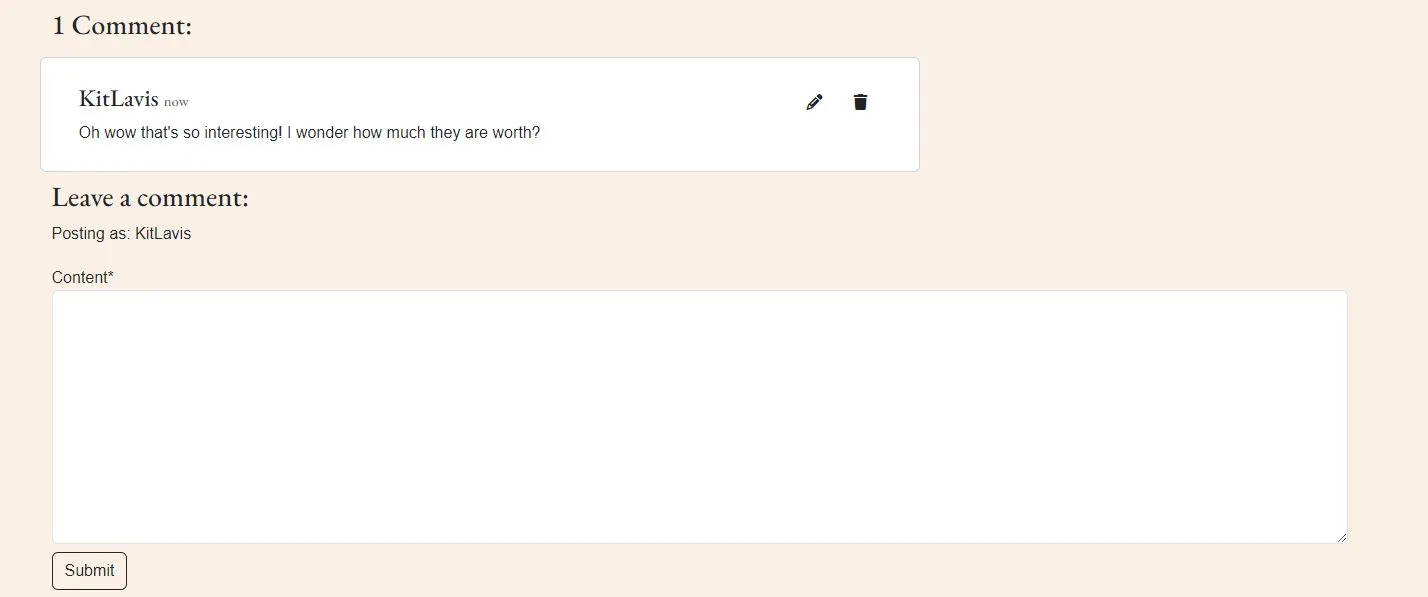 1 Comment:
KitLavis now
Oh wow that's so interesting! I wonder how much they are worth?
Leave a comment:
Posting as: KitLavis
Content*
Submit